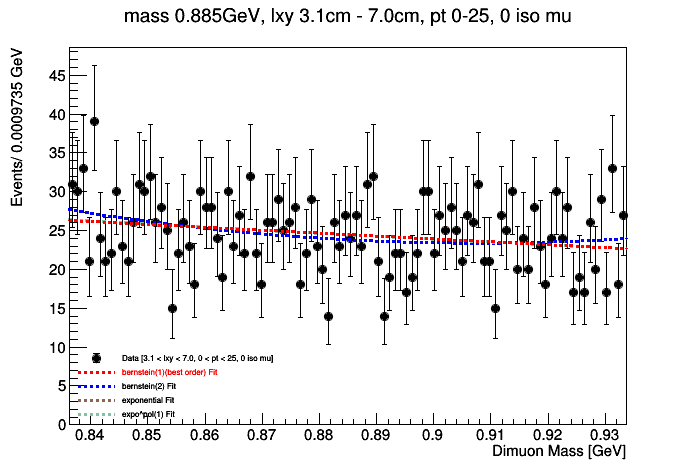 mass 0.885GeV, lxy 3.1cm - 7.0cm, pt 0-25, 0 iso mu
Events/ 0.0009735 GeV
45
40
35
30
25
20
15
10
5
0
Data [3.1 < lxy < 7.0, 0 < pt < 25, 0 iso mu]
bernstein(1)(best order) Fit
bernstein(2) Fit
exponential Fit
expo*pol(1) Fit
0.84 0.85 0.86 0.87 0.88 0.89 0.9 0.91 0.92 0.93
Dimuon Mass [GeV]